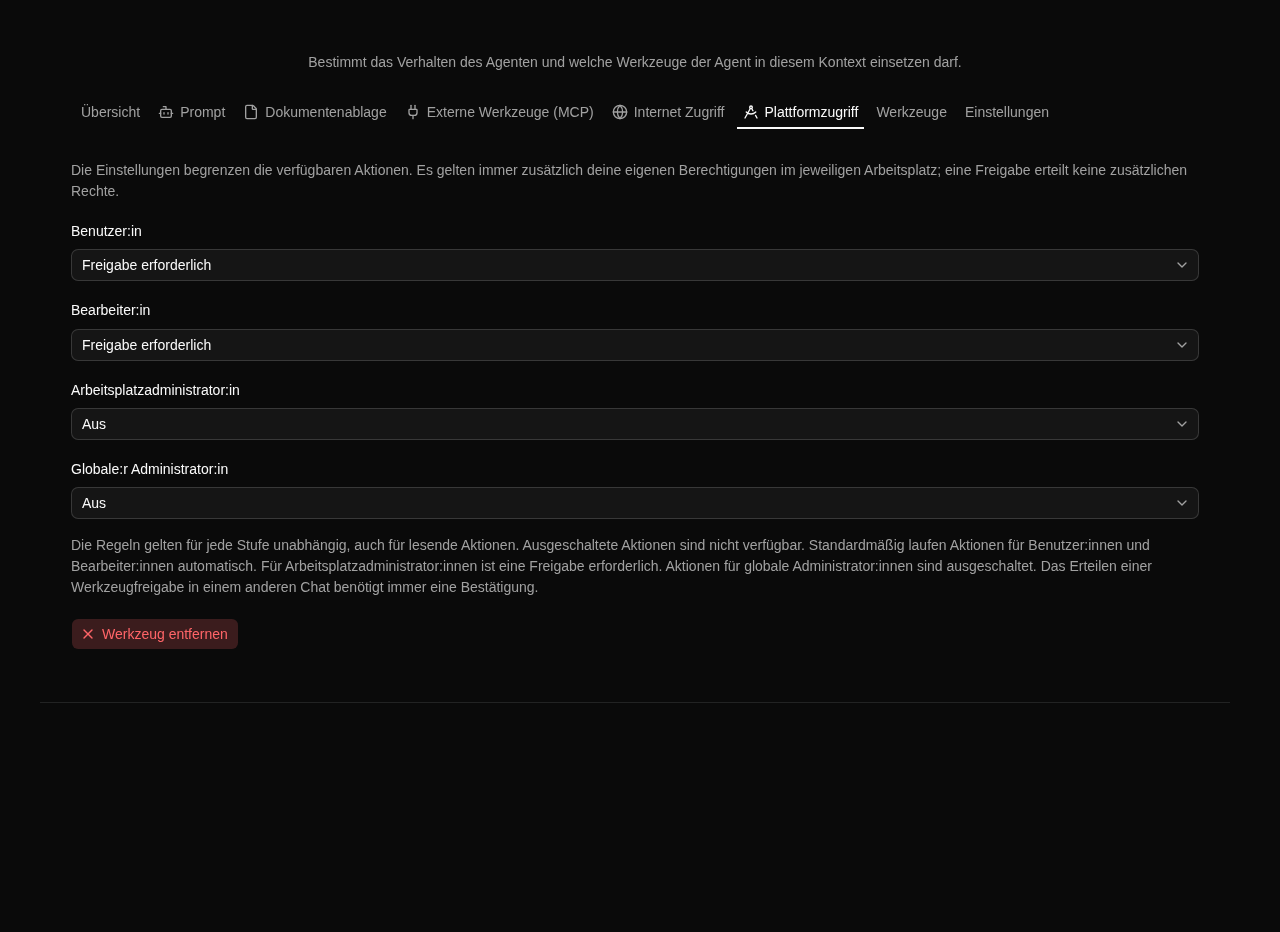 Bestimmt das Verhalten des Agenten und welche Werkzeuge der Agent in diesem Kontext einsetzen darf.
Übersicht Prompt Dokumentenablage Externe Werkzeuge (MCP) Internet Zugriff Plattformzugriff Werkzeuge Einstellungen
Die Einstellungen begrenzen die verfügbaren Aktionen. Es gelten immer zusätzlich deine eigenen Berechtigungen im jeweiligen Arbeitsplatz; eine Freigabe erteilt keine zusätzlichen
Rechte.
Benutzer:in
Freigabe erforderlich
Bearbeiter:in
Freigabe erforderlich
Arbeitsplatzadministrator:in
Aus
Globale:r Administrator:in
Aus
Die Regeln gelten für jede Stufe unabhängig, auch für lesende Aktionen. Ausgeschaltete Aktionen sind nicht verfügbar. Standardmäßig laufen Aktionen für Benutzer:innen und
Bearbeiter:innen automatisch. Für Arbeitsplatzadministrator:innen ist eine Freigabe erforderlich. Aktionen für globale Administrator:innen sind ausgeschaltet. Das Erteilen einer
Werkzeugfreigabe in einem anderen Chat benötigt immer eine Bestätigung.
Werkzeug entfernen